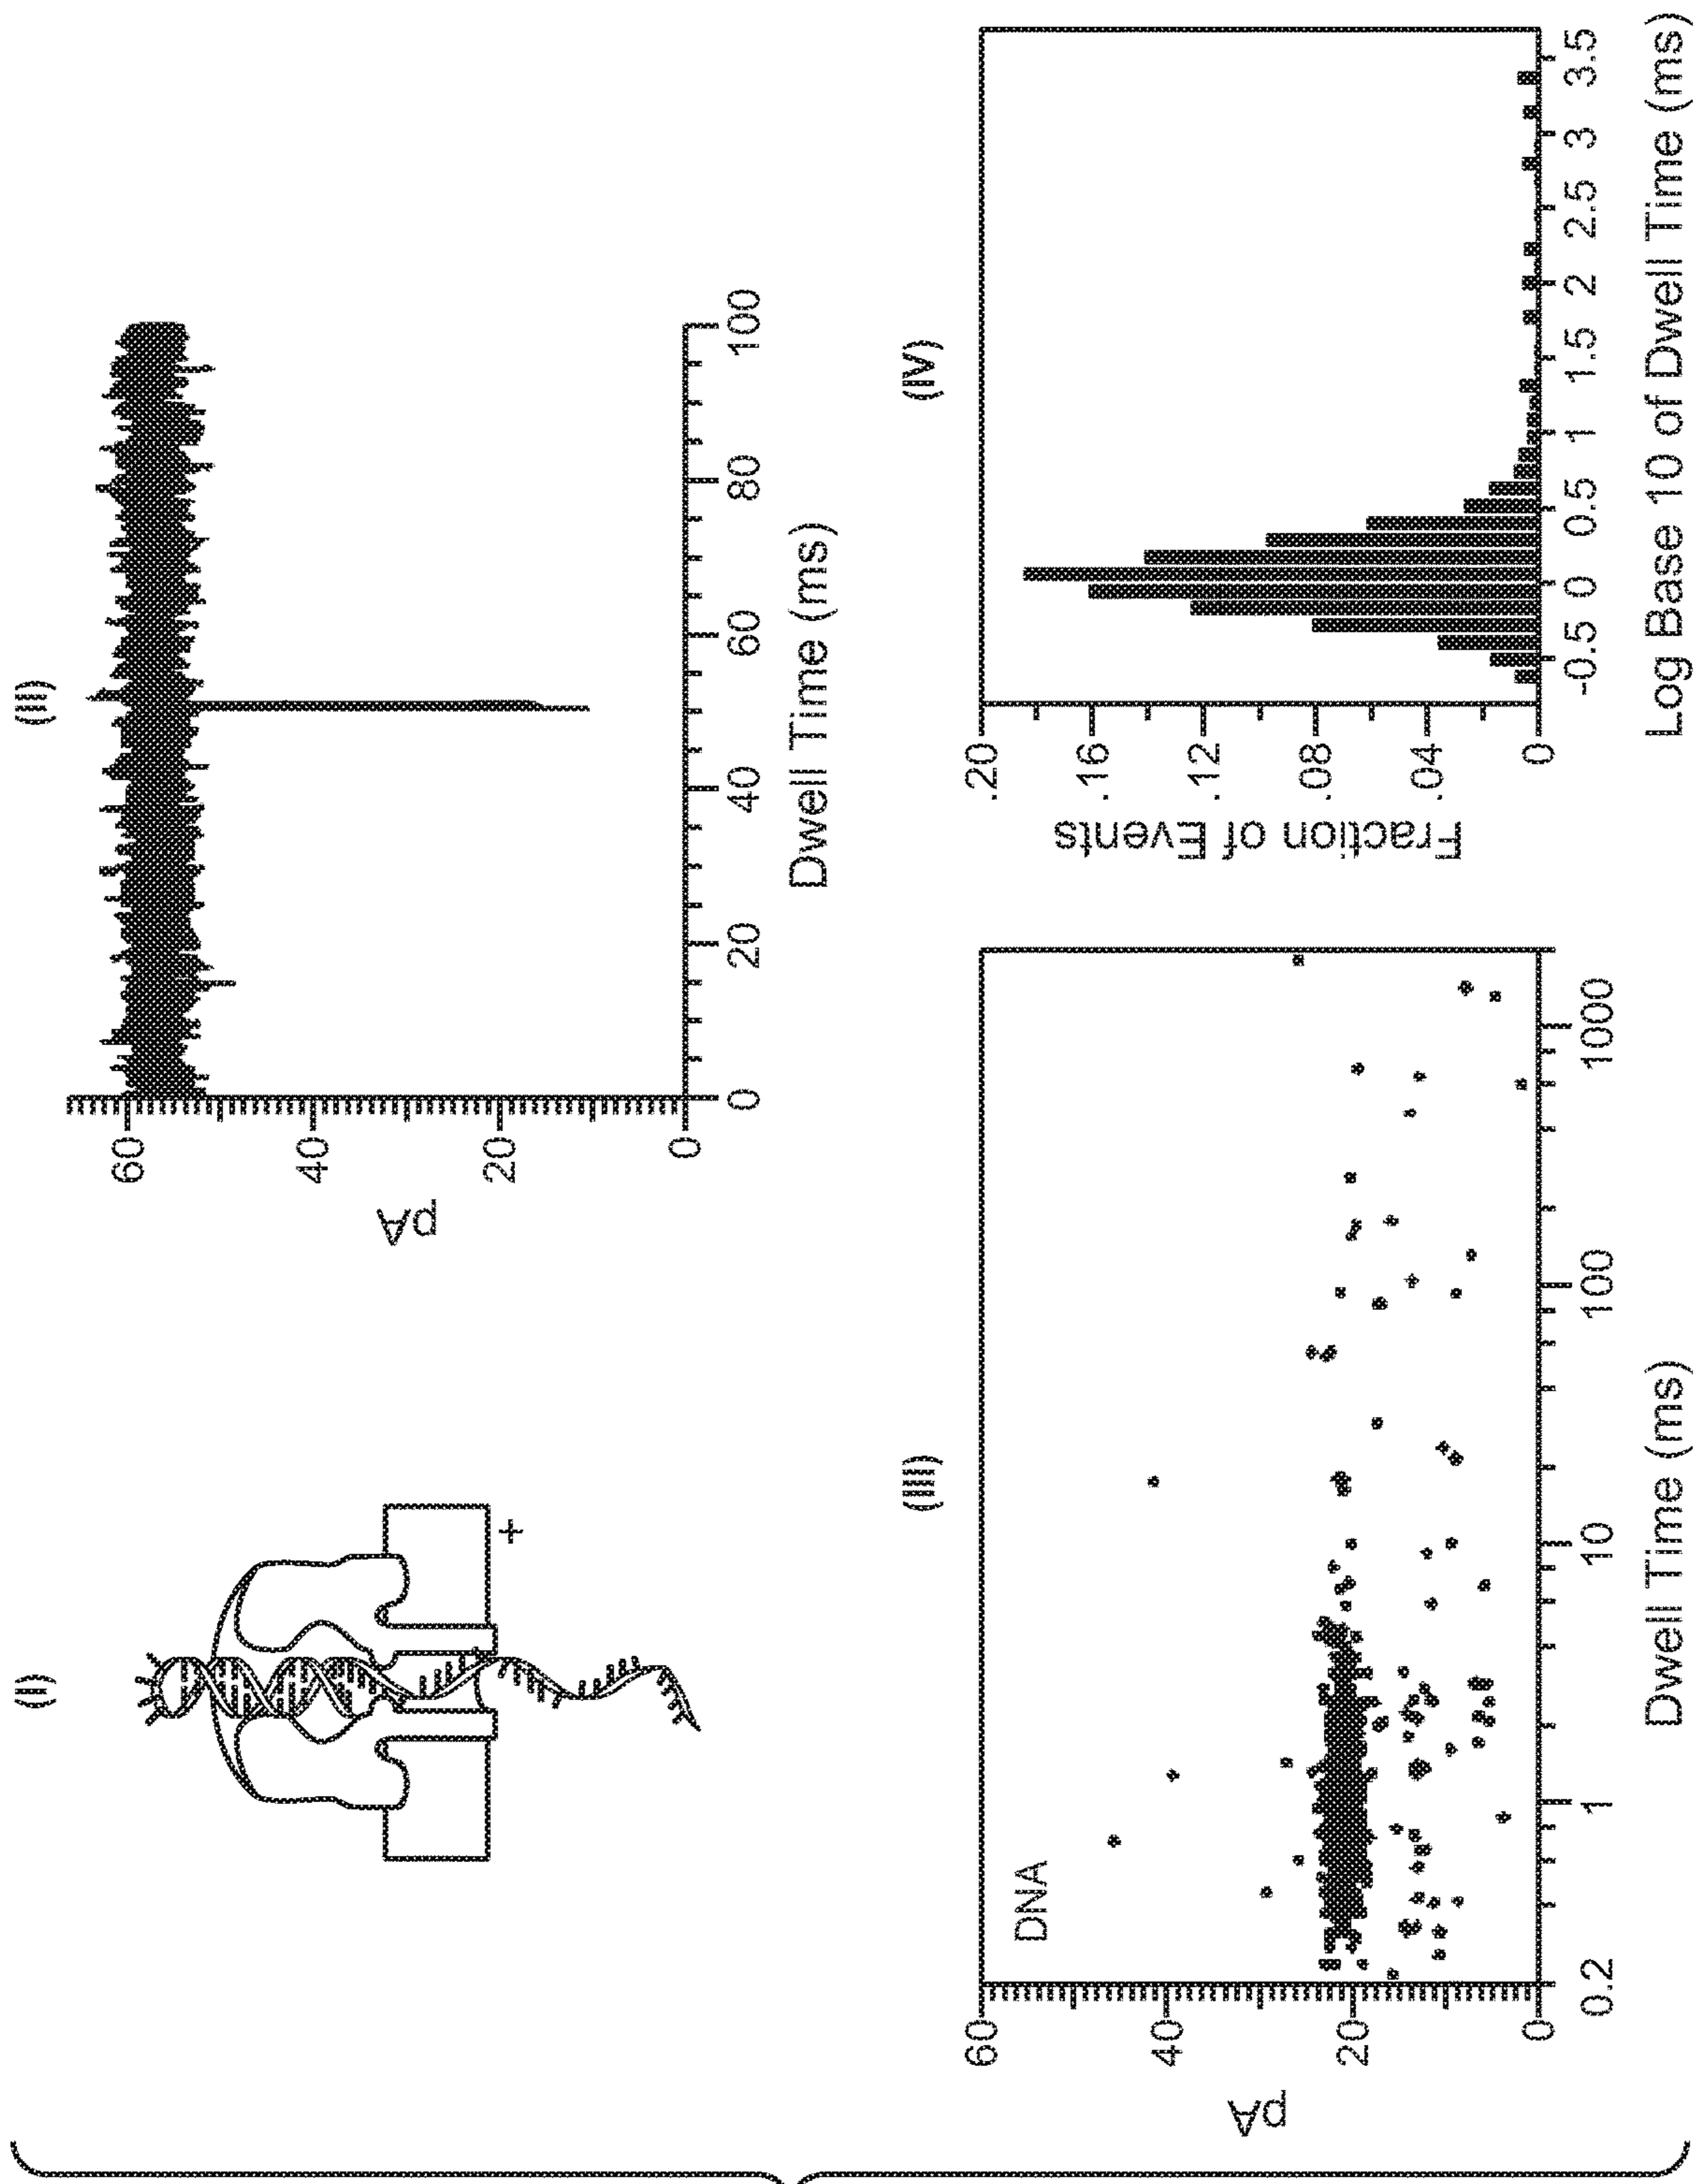 (I)
+
(II)
pA
60
40
20
0
0 20 40 60 80 100
Dwell Time (ms)
(III)
DNA
pA
60
40
20
0
0.2 1 10 100 1000
Dwell Time (ms)
(IV)
Fraction of Events
.20
.16
.12
.08
.04
0
-0.5 0 0.5 1 1.5 2 2.5 3 3.5
Log Base 10 of Dwell Time (ms)